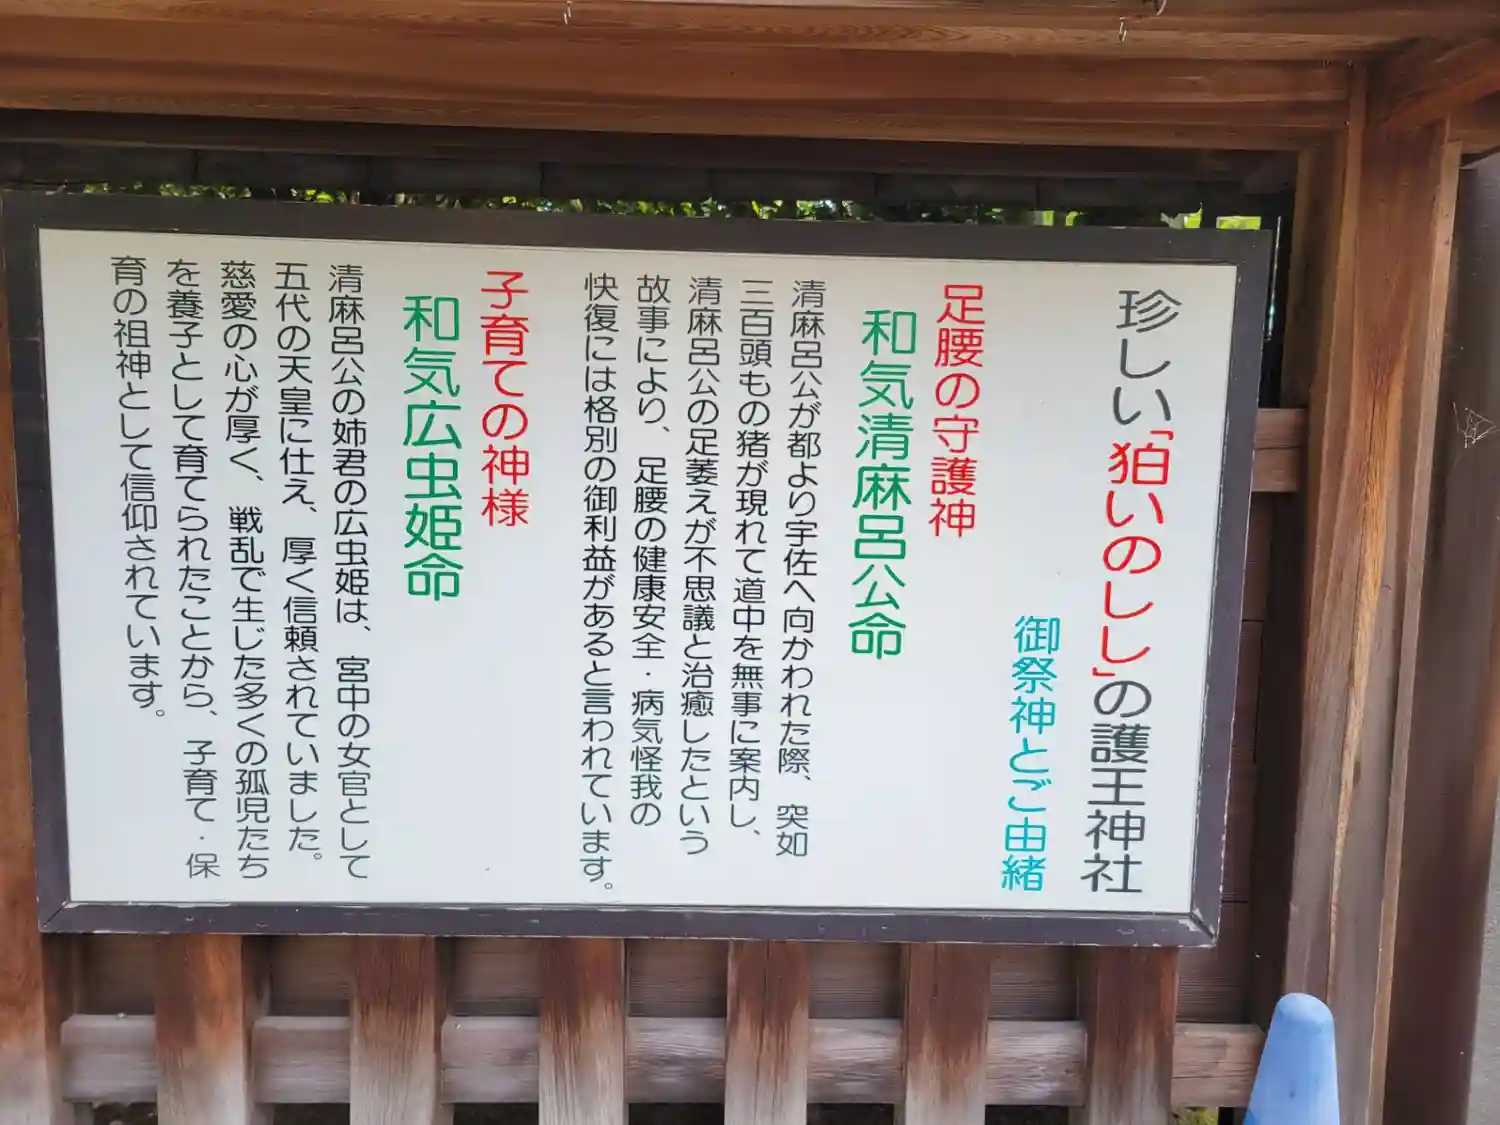 珍しい「狛いのしし」の護王神社
御祭神とご由緒
足腰の守護神
和気清麻呂公命
清麻呂公が都より宇佐へ向かわれた際、突如
三百頭もの猪が現れて道中を無事に案内し、
清麻呂公の足萎えが不思議と治癒したという
故事により、足腰の健康安全・病気怪我の
快復には格別の御利益があると言われています。
子育ての神様
和気広虫姫命
清麻呂公の姉君の広虫姫は、宮中の女官として
五代の天皇に仕え、厚く信頼されていました。
慈愛の心が厚く、戦乱で生じた多くの孤児たち
を養子として育てられたことから、子育て・保
育の祖神として信仰されています。